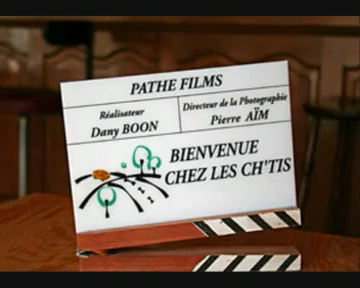 PATHE FILMS
Réalisateur
Dany BOON
Directeur de la Photographie
Pierre AÏM
BIENVENUE
CHEZ LES CH'TIS